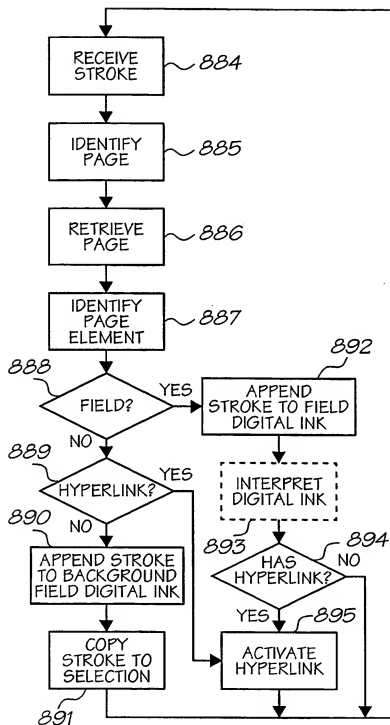 RECEIVE
STROKE
884
IDENTIFY
PAGE
885
RETRIEVE
PAGE
886
IDENTIFY
PAGE
ELEMENT
887
888
FIELD?
YES
NO
892
APPEND
STROKE TO FIELD
DIGITAL INK
889
HYPERLINK?
YES
NO
INTERPRET
DIGITAL INK
893
890
APPEND STROKE
TO BACKGROUND
FIELD DIGITAL INK
894
HAS
HYPERLINK?
NO
YES
895
COPY
STROKE TO
SELECTION
891
ACTIVATE
HYPERLINK